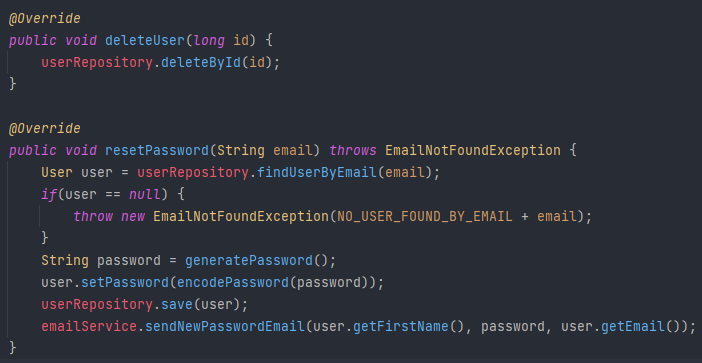 @Override
public void deleteUser(long id) {
    userRepository.deleteById(id);
}

@Override
public void resetPassword(String email) throws EmailNotFoundException {
    User user = userRepository.findUserByEmail(email);
    if(user == null) {
        throw new EmailNotFoundException(NO_USER_FOUND_BY_EMAIL + email);
    }
    String password = generatePassword();
    user.setPassword(encodePassword(password));
    userRepository.save(user);
    emailService.sendNewPasswordEmail(user.getFirstName(), password, user.getEmail());
}